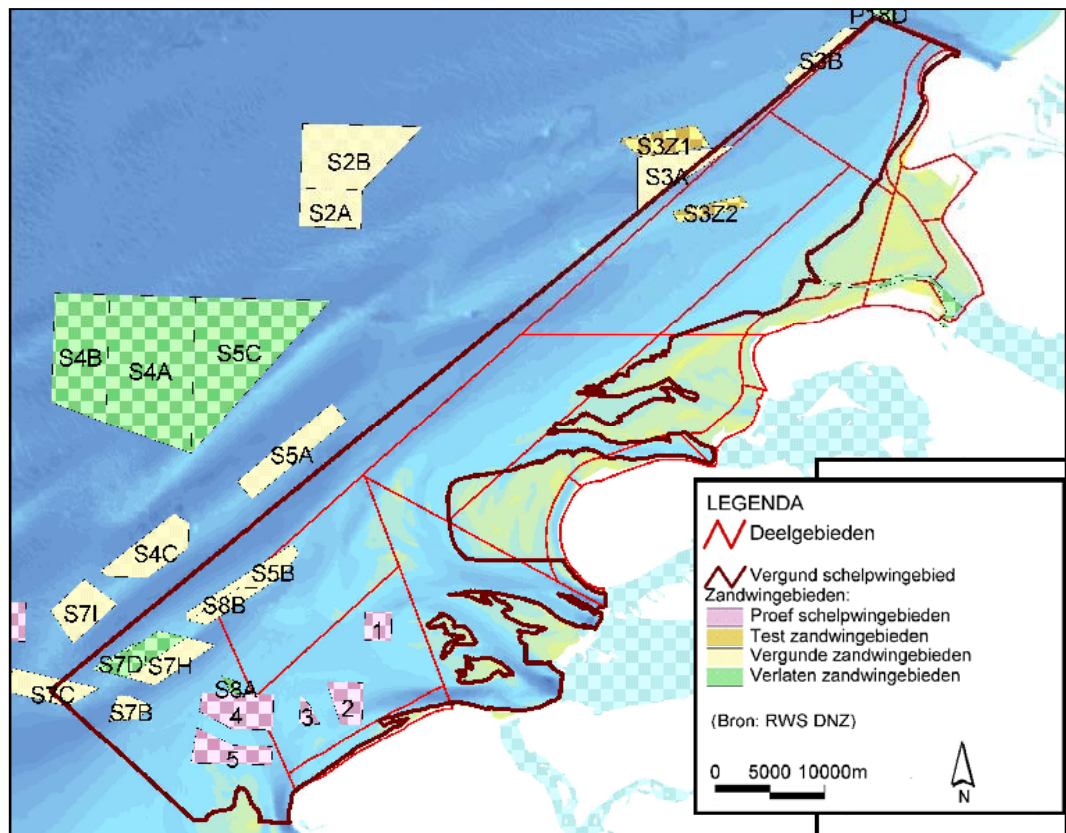 P18D
S3B
S3Z1
S2B
S3A
S2A
S3Z2
S4B
S4A
S5C
S5A
S4C
S5B
S7I
S8B
1
S7D
S7H
S7C
S8A
S7B
4
3
2
5
LEGENDA
Deelgebieden
Vergund schelpwingebied
Zandwingebieden:
Proef schelpwingebieden
Test zandwingebieden
Vergunde zandwingebieden
Verlaten zandwingebieden
(Bron: RWS DNZ)
0 5000 10000m
N